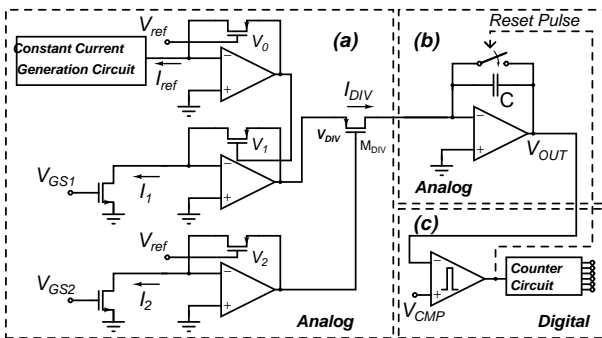 V_ref
V_0
(a)
Constant Current
Generation Circuit
I_ref
−
+
V_1
V_GS1
I_1
−
+
V_ref
V_2
V_GS2
I_2
−
+
I_DIV
V_DIV
M_DIV
Analog
(b)
Reset Pulse
C
−
+
V_OUT
Analog
(c)
−
+
V_CMP
Counter
Circuit
Digital